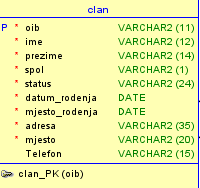 clan
P * oib VARCHAR2 (11)
* ime VARCHAR2 (12)
* prezime VARCHAR2 (14)
* spol VARCHAR2 (1)
* status VARCHAR2 (24)
* datum_rodenja DATE
* mjesto_rodenja DATE
* adresa VARCHAR2 (35)
* mjesto VARCHAR2 (20)
Telefon VARCHAR2 (15)
clan_PK (oib)